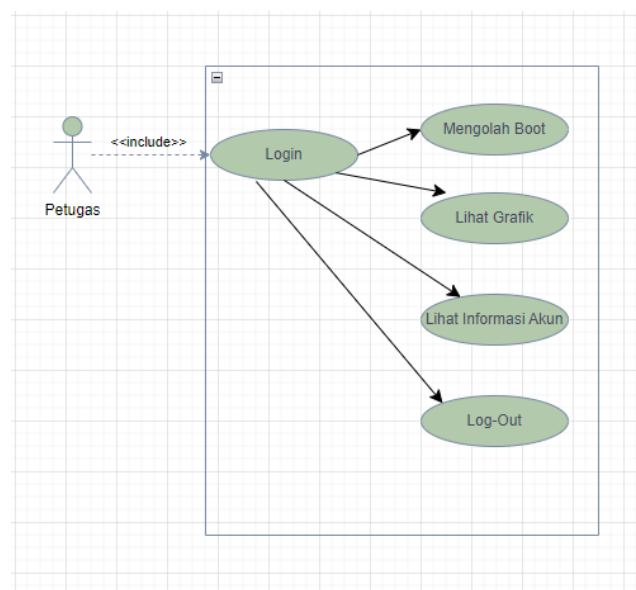 <<include>>
Petugas
Login
Mengolah Boot
Lihat Grafik
Lihat Informasi Akun
Log-Out